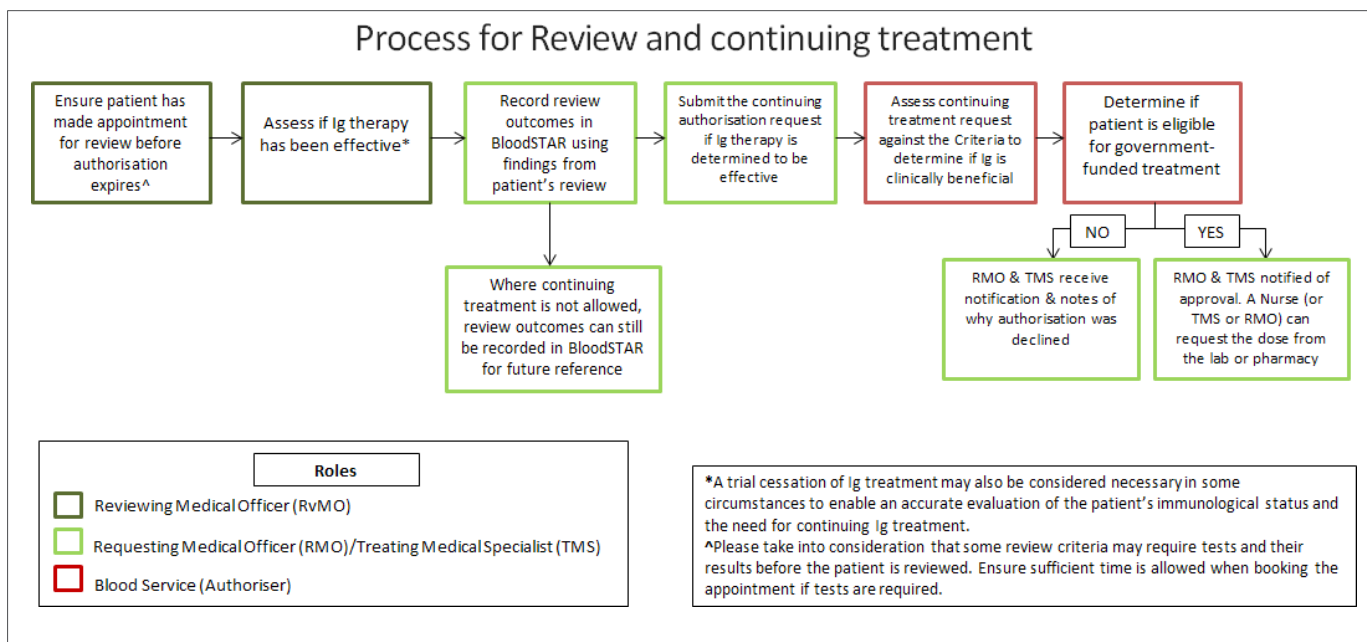 Process for Review and continuing treatment
Ensure patient has
made appointment
for review before
authorisation
expires^
Assess if Ig therapy
has been effective*
Record review
outcomes in
BloodSTAR using
findings from
patient's review
Submit the continuing
authorisation request
if Ig therapy is
determined to be
effective
Assess continuing
treatment request
against the Criteria to
determine if Ig is
clinically beneficial
Determine if
patient is eligible
for government-
funded treatment
NO
YES
Where continuing
treatment is not allowed,
review outcomes can still
be recorded in BloodSTAR
for future reference
RMO & TMS receive
notification & notes of
why authorisation was
declined
RMO & TMS notified of
approval. A Nurse (or
TMS or RMO) can
request the dose from
the lab or pharmacy
Roles
Reviewing Medical Officer (RvMO)
Requesting Medical Officer (RMO)/Treating Medical Specialist (TMS)
Blood Service (Authoriser)
*A trial cessation of Ig treatment may also be considered necessary in some
circumstances to enable an accurate evaluation of the patient's immunological status and
the need for continuing Ig treatment.
^Please take into consideration that some review criteria may require tests and their
results before the patient is reviewed. Ensure sufficient time is allowed when booking the
appointment if tests are required.